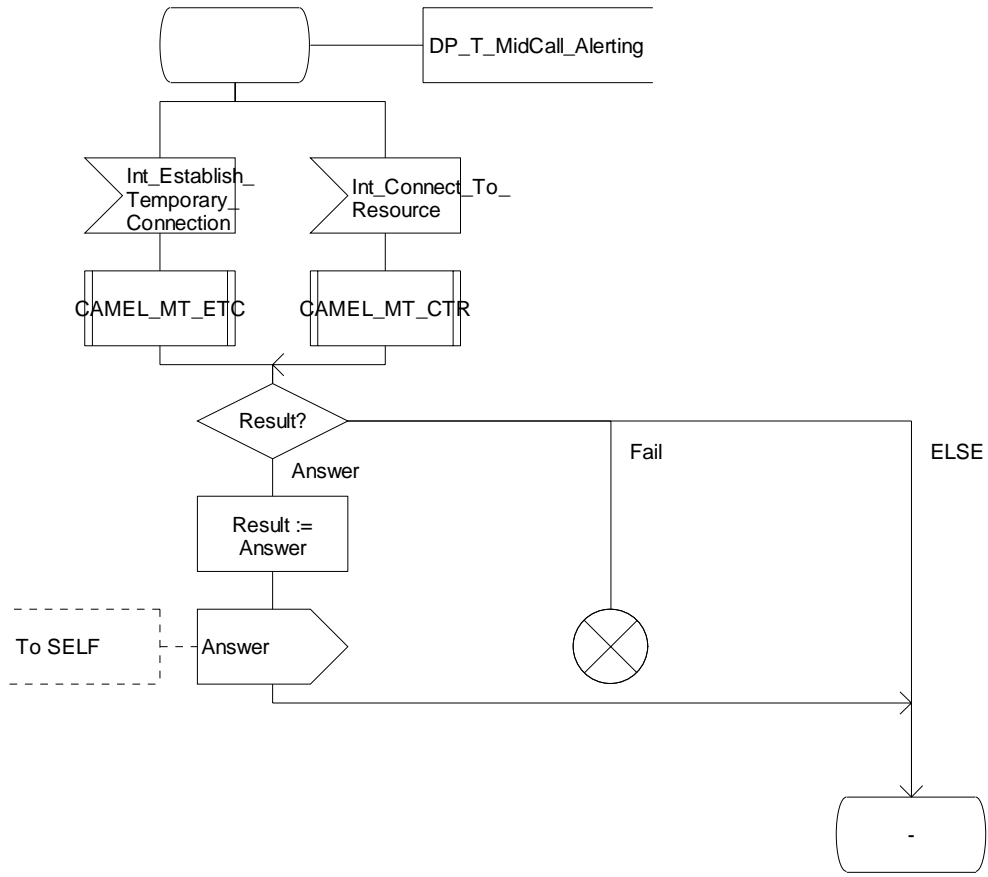 DP_T_MidCall_Alerting
Int_Establish_
Temporary_
Connection
Int_Connect_To_
Resource
CAMEL_MT_ETC
CAMEL_MT_CTR
Result?
Fail
ELSE
Answer
Result :=
Answer
To SELF
Answer
-